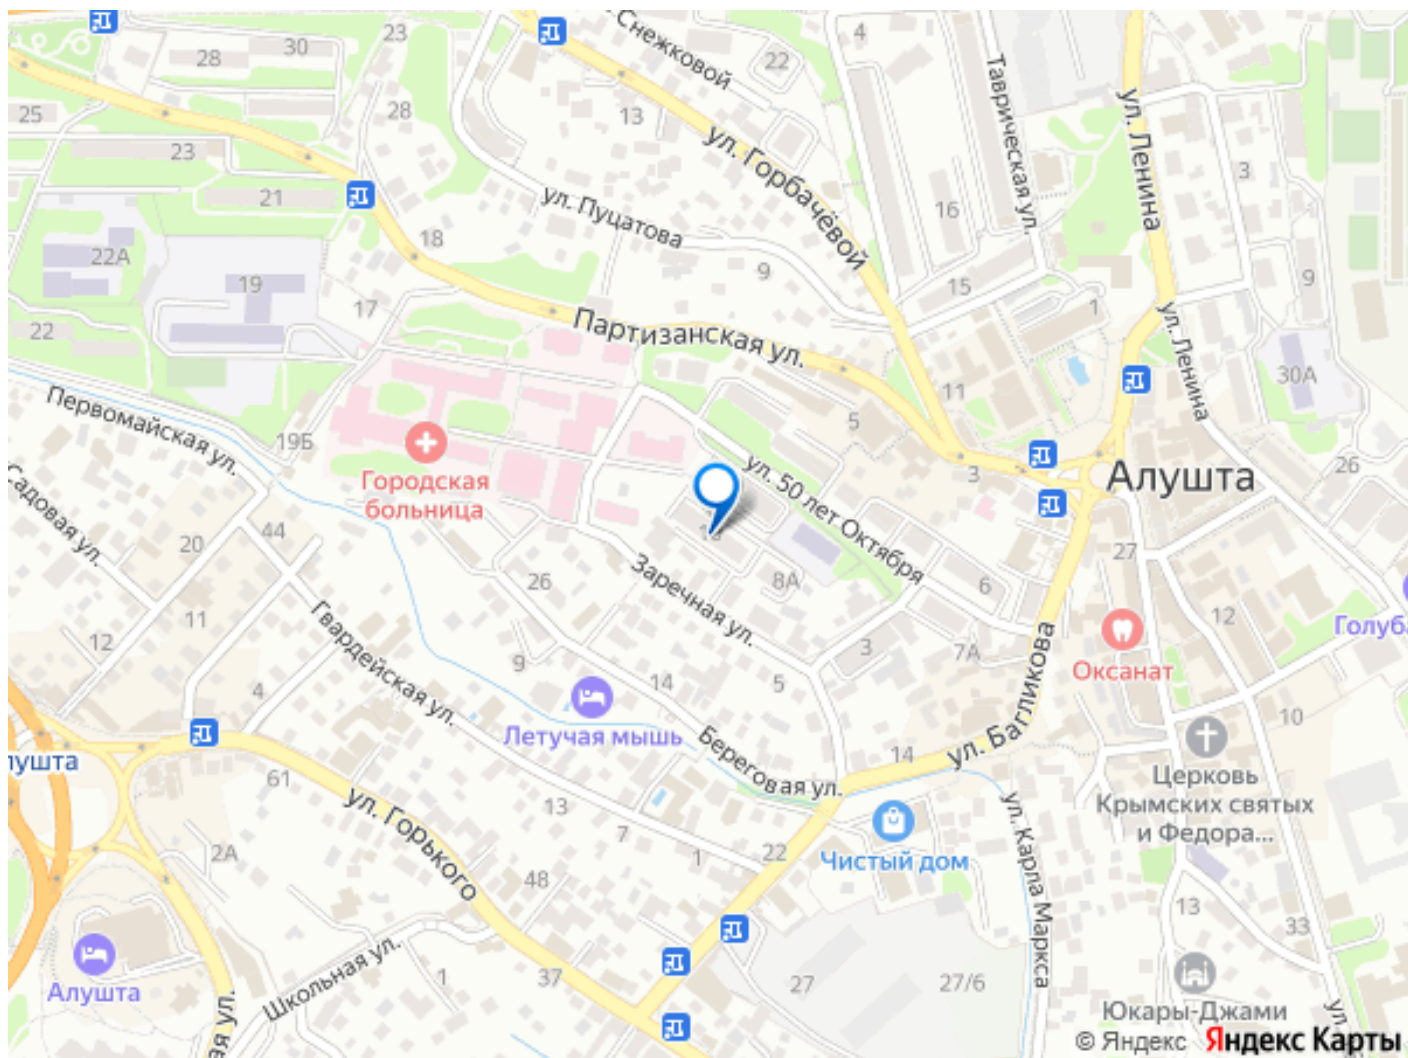 Снежковой
23
30
28
22
4
25
28
13
Таврическая ул.
ул. Ленина
23
ул. Горбачёвой
3
21
ул. Пуцатова
16
18
22А
19
9
15
9
17
1
22
Партизанская ул.
ул. Ленина
30А
11
Первомайская ул.
5
19Б
3
26
Садовая ул.
Городская
больница
ул. 50 лет Октября
Алушта
44
20
27
26
Заречная ул.
8А
6
11
Гвардейская ул.
12
12
Голуб
9
3
7А
Оксанат
4
14
5
ул. Багликова
10
Летучая мышь
Береговая ул.
14
лушта
61
ул. Горького
13
Церковь
Крымских святых
и Федора...
7
ул. Карла Маркса
2А
1
22
Чистый дом
48
13
33
Школьная ул.
1
37
27
27/6
Алушта
Юкары-Джами
ая ул.
ул.
© Яндекс Яндекс Карты